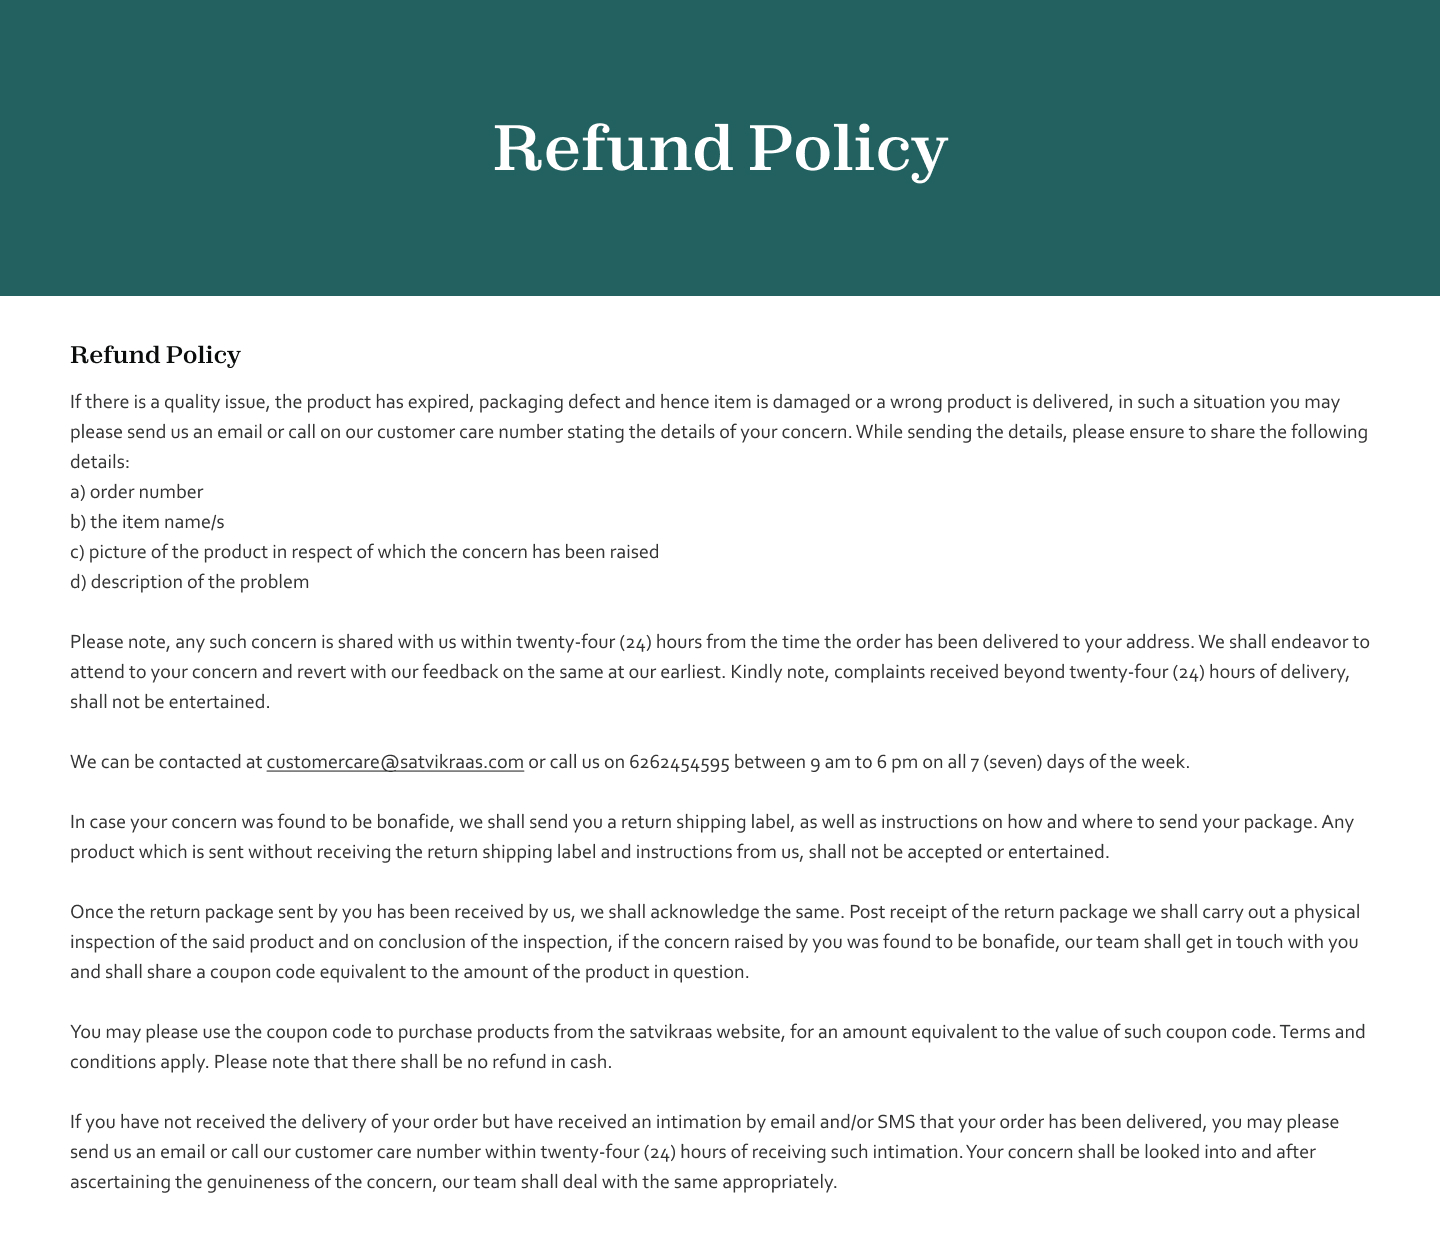 Refund Policy
Refund Policy
If there is a quality issue, the product has expired, packaging defect and hence item is damaged or a wrong product is delivered, in such a situation you may
please send us an email or call on our customer care number stating the details of your concern. While sending the details, please ensure to share the following
details:
a) order number
b) the item name/s
c) picture of the product in respect of which the concern has been raised
d) description of the problem
Please note, any such concern is shared with us within twenty-four (24) hours from the time the order has been delivered to your address. We shall endeavor to
attend to your concern and revert with our feedback on the same at our earliest. Kindly note, complaints received beyond twenty-four (24) hours of delivery,
shall not be entertained.
We can be contacted at customercare@satvikraas.com or call us on 6262454595 between 9 am to 6 pm on all 7 (seven) days of the week.
In case your concern was found to be bonafide, we shall send you a return shipping label, as well as instructions on how and where to send your package. Any
product which is sent without receiving the return shipping label and instructions from us, shall not be accepted or entertained.
Once the return package sent by you has been received by us, we shall acknowledge the same. Post receipt of the return package we shall carry out a physical
inspection of the said product and on conclusion of the inspection, if the concern raised by you was found to be bonafide, our team shall get in touch with you
and shall share a coupon code equivalent to the amount of the product in question.
You may please use the coupon code to purchase products from the satvikraas website, for an amount equivalent to the value of such coupon code. Terms and
conditions apply. Please note that there shall be no refund in cash.
If you have not received the delivery of your order but have received an intimation by email and/or SMS that your order has been delivered, you may please
send us an email or call our customer care number within twenty-four (24) hours of receiving such intimation. Your concern shall be looked into and after
ascertaining the genuineness of the concern, our team shall deal with the same appropriately.